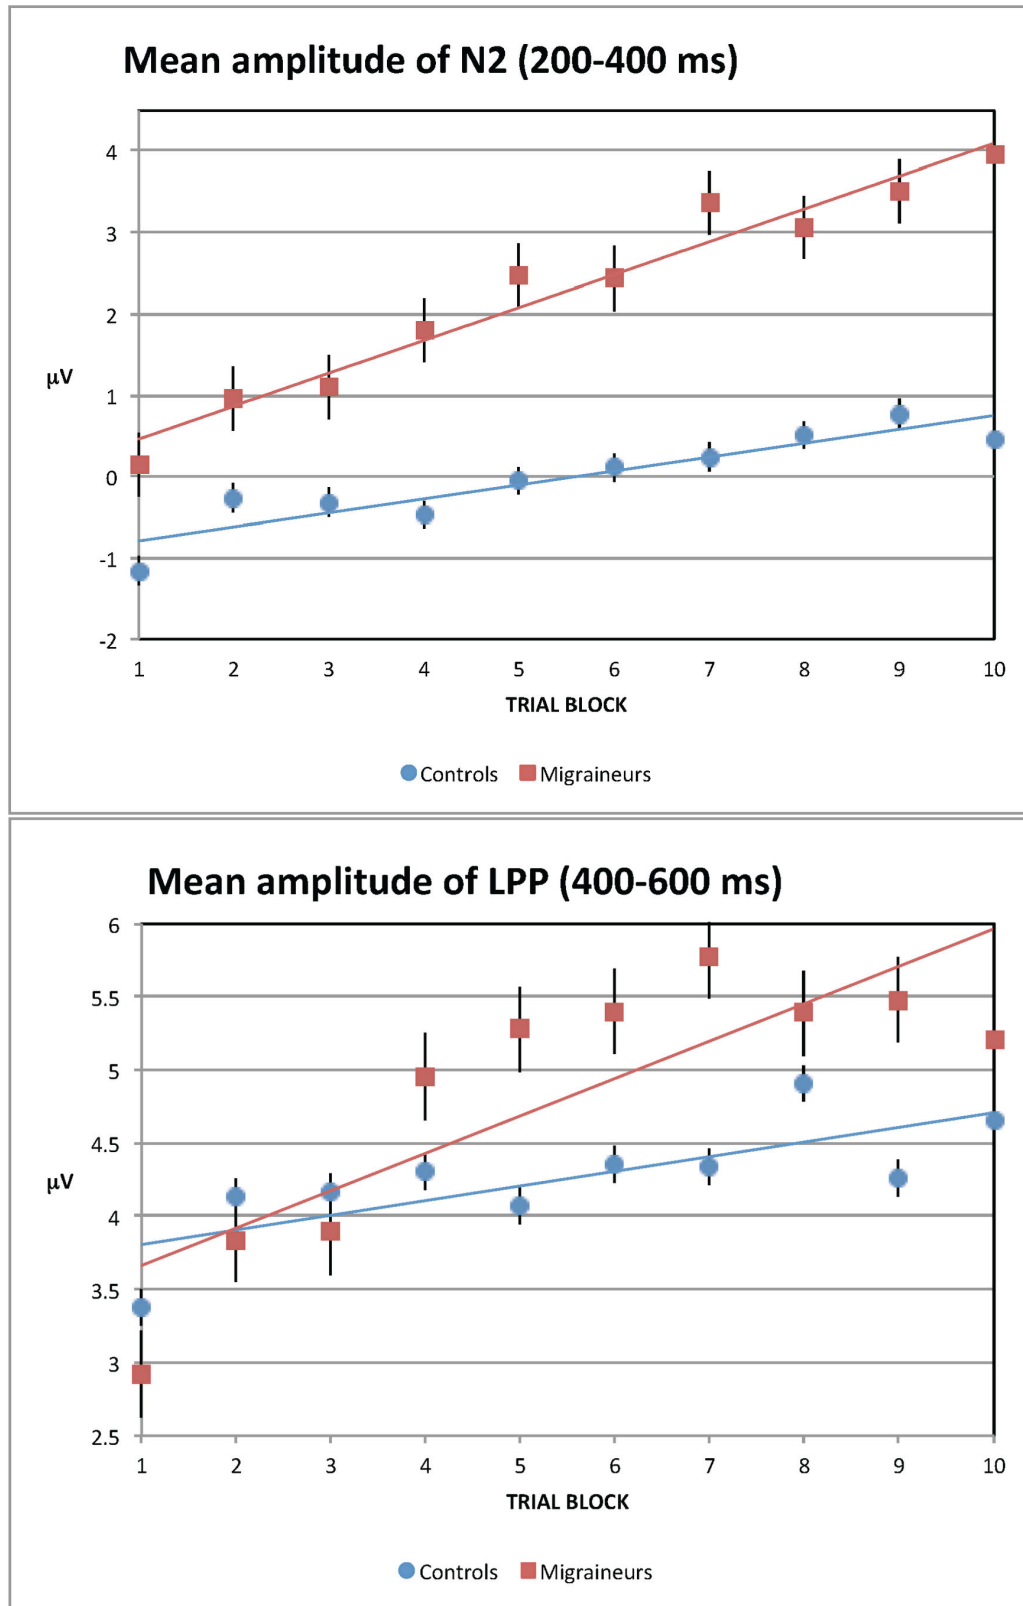 Mean amplitude of N2 (200-400 ms)
4
3
2
1
0
-1
-2
µV
1 2 3 4 5 6 7 8 9 10
TRIAL BLOCK
Controls Migraineurs
Mean amplitude of LPP (400-600 ms)
6
5.5
5
4.5
4
3.5
3
2.5
µV
1 2 3 4 5 6 7 8 9 10
TRIAL BLOCK
Controls Migraineurs